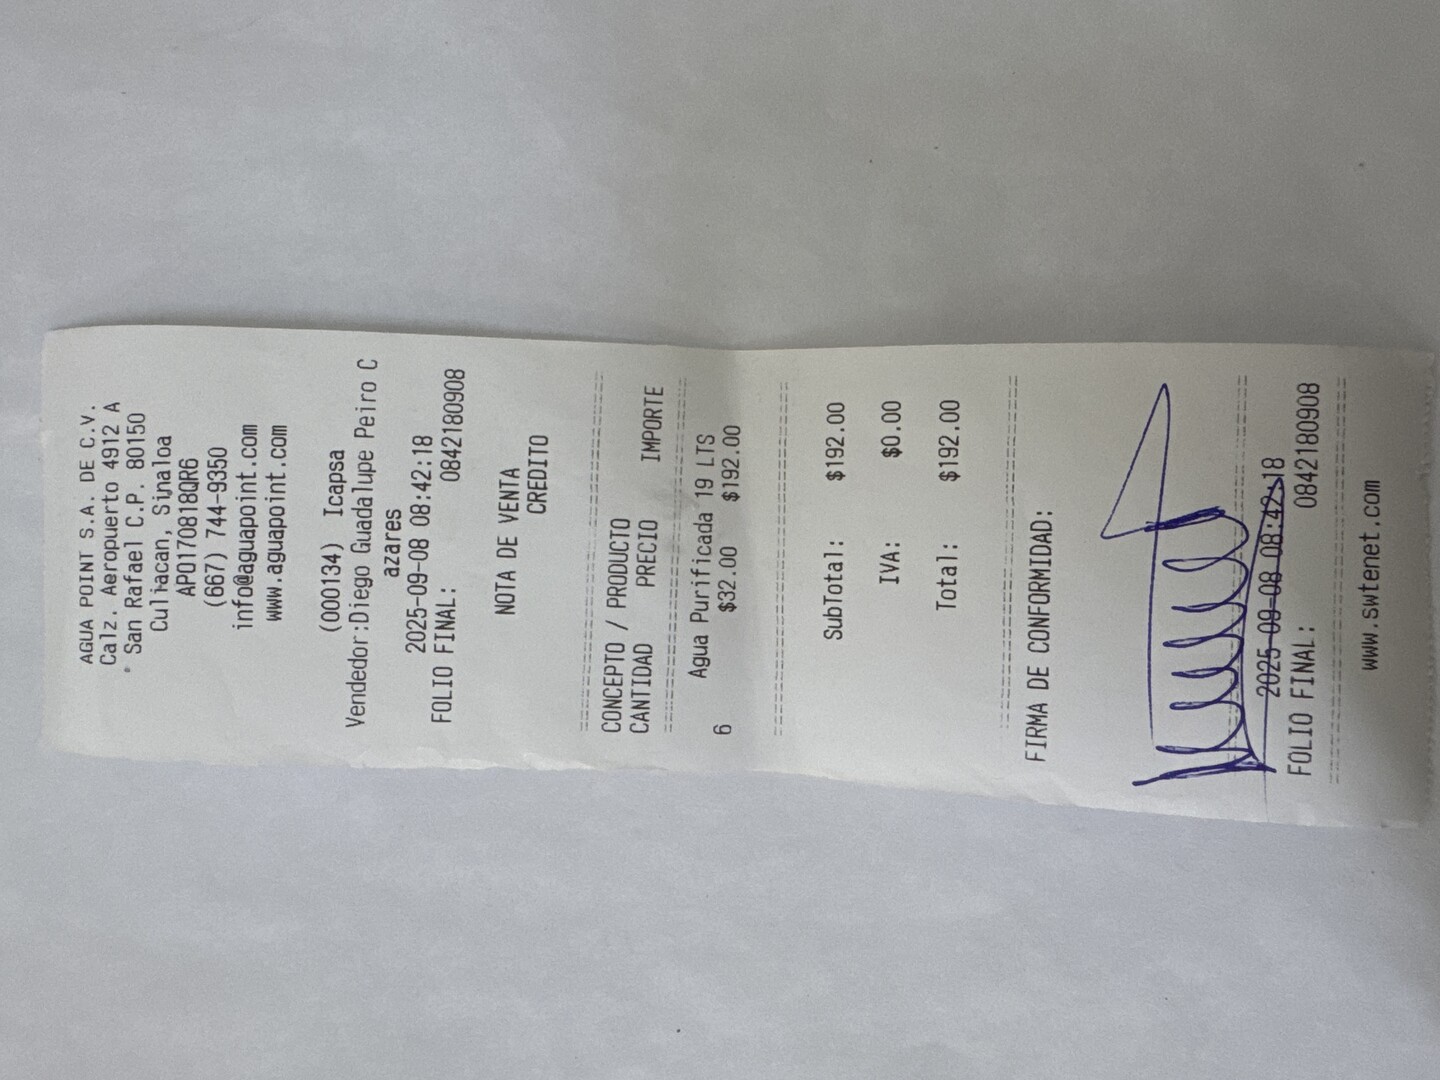 AGUA POINT S.A. DE C.V.
Calz. Aeropuerto 4912 A
San Rafael C.P. 80150
Culiacan, Sinaloa
APO170818QR6
(667) 744-9350
info@aguapoint.com
www.aguapoint.com
(000134) Icapsa
Vendedor:Diego Guadalupe Peiro C
azares
2025-09-08 08:42:18
FOLIO FINAL: 0842180908
NOTA DE VENTA
CREDITO
CONCEPTO / PRODUCTO
CANTIDAD PRECIO IMPORTE
Agua Purificada 19 LTS
6 $32.00 $192.00
SubTotal: $192.00
IVA: $0.00
Total: $192.00
FIRMA DE CONFORMIDAD:
2025-09-08 08:42:18
FOLIO FINAL: 0842180908
www.swtenet.com